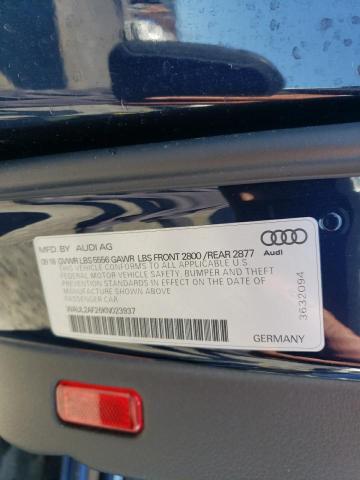 MFD. BY AUDI AG
09/18 GVWR LBS 5556 GAWR LBS FRONT 2800 /REAR 2877
THIS VEHICLE CONFORMS TO ALL APPLICABLE U.S.
FEDERAL MOTOR VEHICLE SAFETY, BUMPER AND THEFT
PREVENTION STANDARDS IN EFFECT ON THE DATE OF
MANUFACTURE SHOWN ABOVE.
PASSENGER CAR
WAUL2AF26KN023937
Audi
3632094
GERMANY